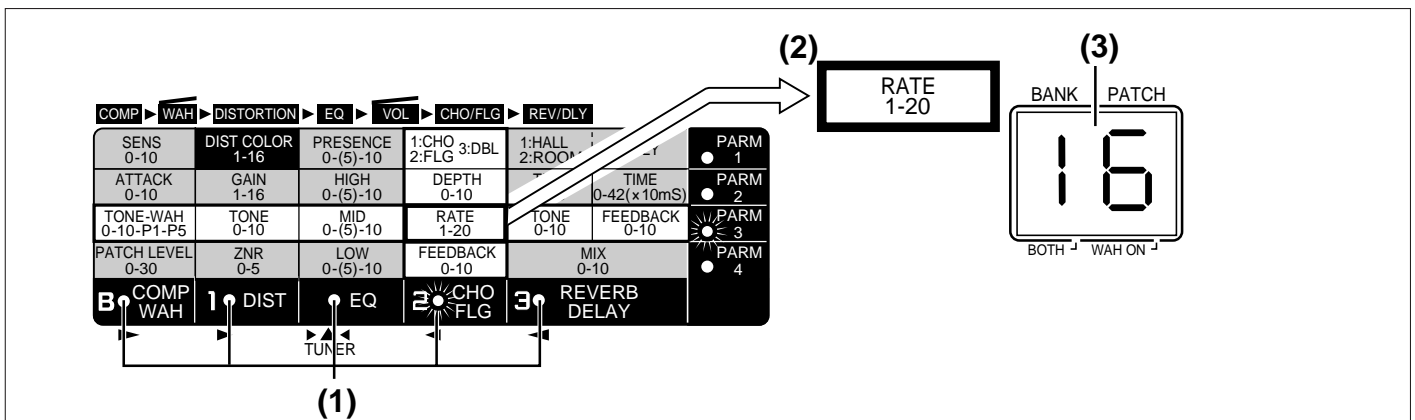 (2)
(3)
RATE
1-20
BANK PATCH
16
BOTH WAH ON
COMP WAH DISTORTION EQ VOL CHO/FLG REV/DLY
SENS DIST COLOR PRESENCE 1:CHO 3:DBL 1:HALL PARM
0-10 1-16 0-(5)-10 2:FLG 2:ROOM 1
ATTACK GAIN HIGH DEPTH TIME PARM
0-10 1-16 0-(5)-10 0-10 0-42(×10mS) 2
TONE-WAH TONE MID RATE TONE FEEDBACK PARM
0-10-P1-P5 0-10 0-(5)-10 1-20 0-10 0-10 3
PATCH LEVEL ZNR LOW FEEDBACK MIX PARM
0-30 0-5 0-(5)-10 0-10 0-10 4
B COMP 1 DIST EQ 2 CHO 3 REVERB
WAH FLG DELAY
TUNER
(1)